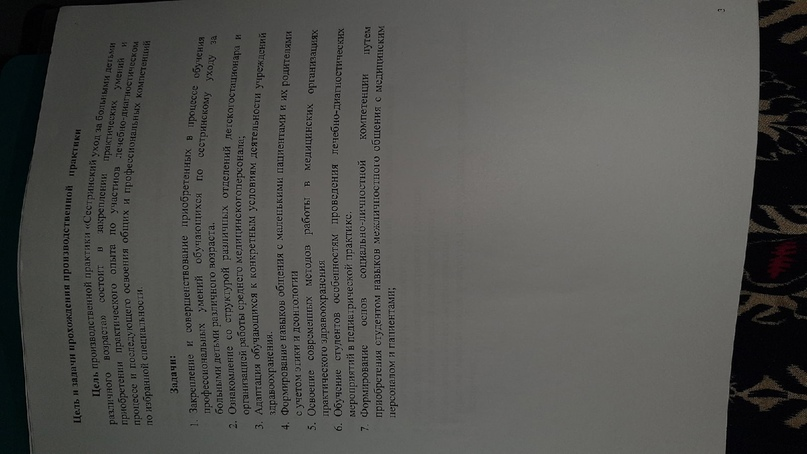 Цель и задачи прохождения производственной практики
Цель производственной практики «Сестринский уход за больными детьми
различного возраста» состоит в закреплении практических умений и
приобретении практического опыта по участию в лечебно-диагностическом
процессе и последующего освоения общих и профессиональных компетенций
по избранной специальности.
Задачи:
1. Закрепление и совершенствование приобретенных в процессе обучения
профессиональных умений обучающихся по сестринскому уходу за
больными детьми различного возраста.
2. Ознакомление со структурой различных отделений детскогостационара и
организацией работы среднего медицинскогоперсонала;
3. Адаптация обучающихся к конкретным условиям деятельности учреждений
здравоохранения.
4. Формирование навыков общения с маленькими пациентами и их родителями
с учетом этики и деонтологии
5. Освоение современных методов работы в медицинских организациях
практического здравоохранения
6. Обучение студентов особенностям проведения лечебно-диагностических
мероприятий в педиатрической практике.
7. Формирование основ социально-личностной компетенции путем
приобретения студентом навыков межличностного общения с медицинским
персоналом и пациентами;
3